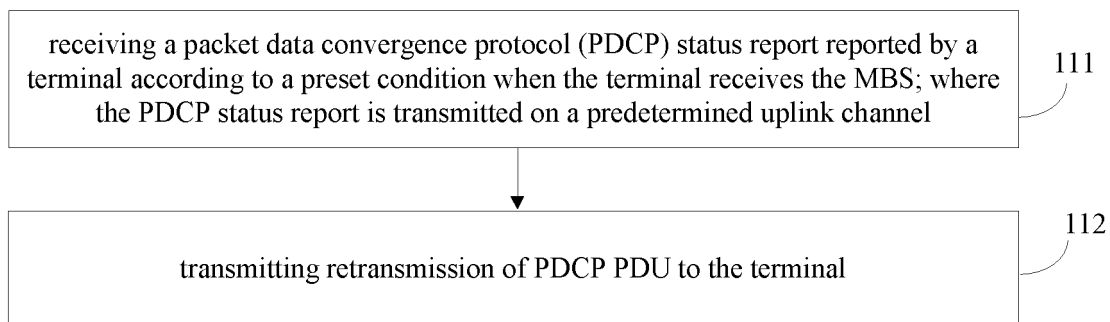 receiving a packet data convergence protocol (PDCP) status report reported by a
terminal according to a preset condition when the terminal receives the MBS; where
the PDCP status report is transmitted on a predetermined uplink channel
111
transmitting retransmission of PDCP PDU to the terminal
112